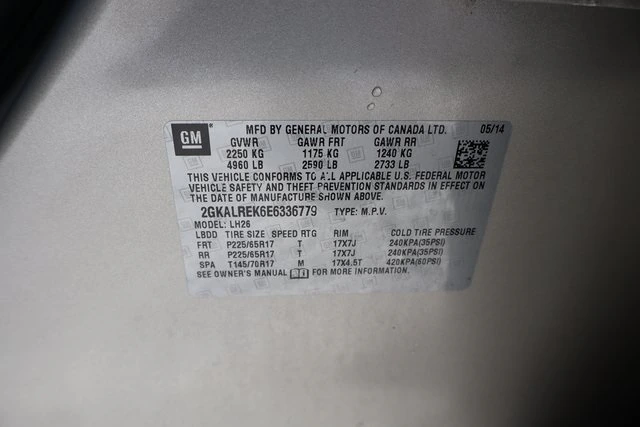 GM MFD BY GENERAL MOTORS OF CANADA LTD. 05/14
GVWR GAWR FRT GAWR RR
2250 KG 1175 KG 1240 KG
4960 LB 2590 LB 2733 LB
THIS VEHICLE CONFORMS TO ALL APPLICABLE U.S. FEDERAL MOTOR
VEHICLE SAFETY AND THEFT PREVENTION STANDARDS IN EFFECT ON
THE DATE OF MANUFACTURE SHOWN ABOVE.
2GKALREK6E6336779 TYPE: M.P.V.
MODEL: LH26
LBDD TIRE SIZE SPEED RTG RIM COLD TIRE PRESSURE
FRT P225/65R17 T 17X7J 240KPA(35PSI)
RR P225/65R17 T 17X7J 240KPA(35PSI)
SPA T145/70R17 M 17X4.5T 420KPA(60PSI)
SEE OWNER'S MANUAL FOR MORE INFORMATION.